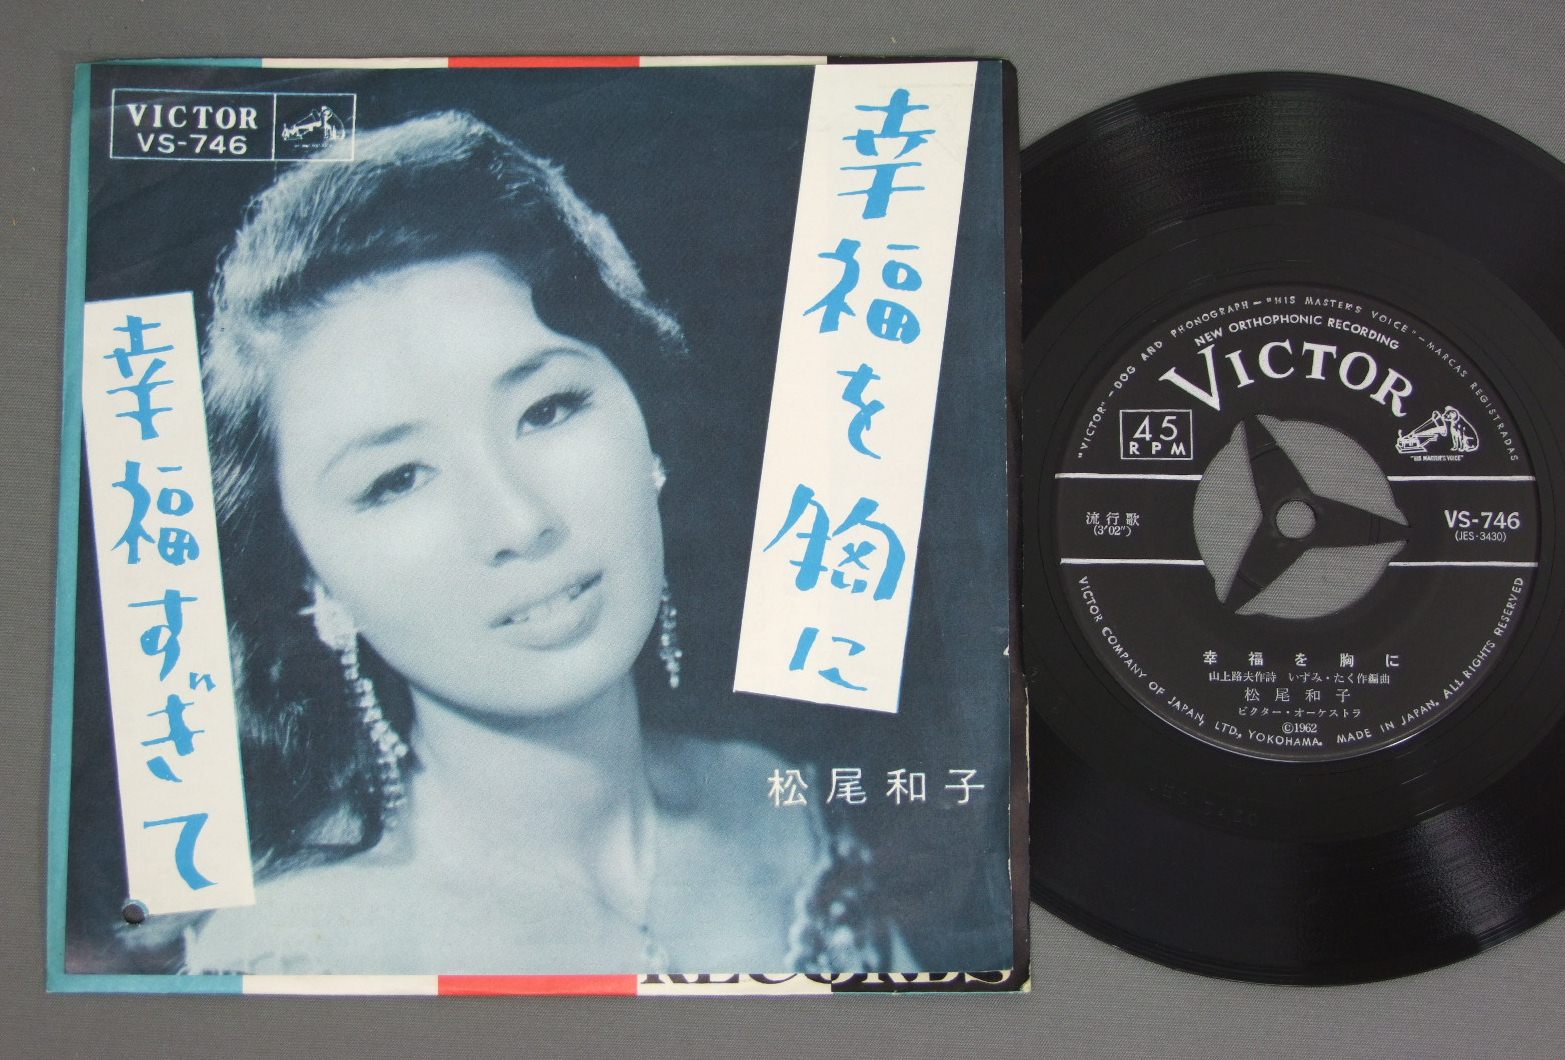 VICTOR
VS-746
幸福を胸に
幸福すぎて
松尾和子
RECORDS
"VICTOR" — DOG AND PHONOGRAPH — "HIS MASTER'S VOICE" — MARCAS REGISTRADAS
NEW ORTHOPHONIC RECORDING
VICTOR
45
RPM
"HIS MASTER'S VOICE"
流行歌
(3'02")
VS-746
(JES-3430)
幸福を胸に
山上路夫作詩 いずみ・たく作編曲
松尾和子
ビクター・オーケストラ
©1962
VICTOR COMPANY OF JAPAN, LTD., YOKOHAMA. MADE IN JAPAN. ALL RIGHTS RESERVED